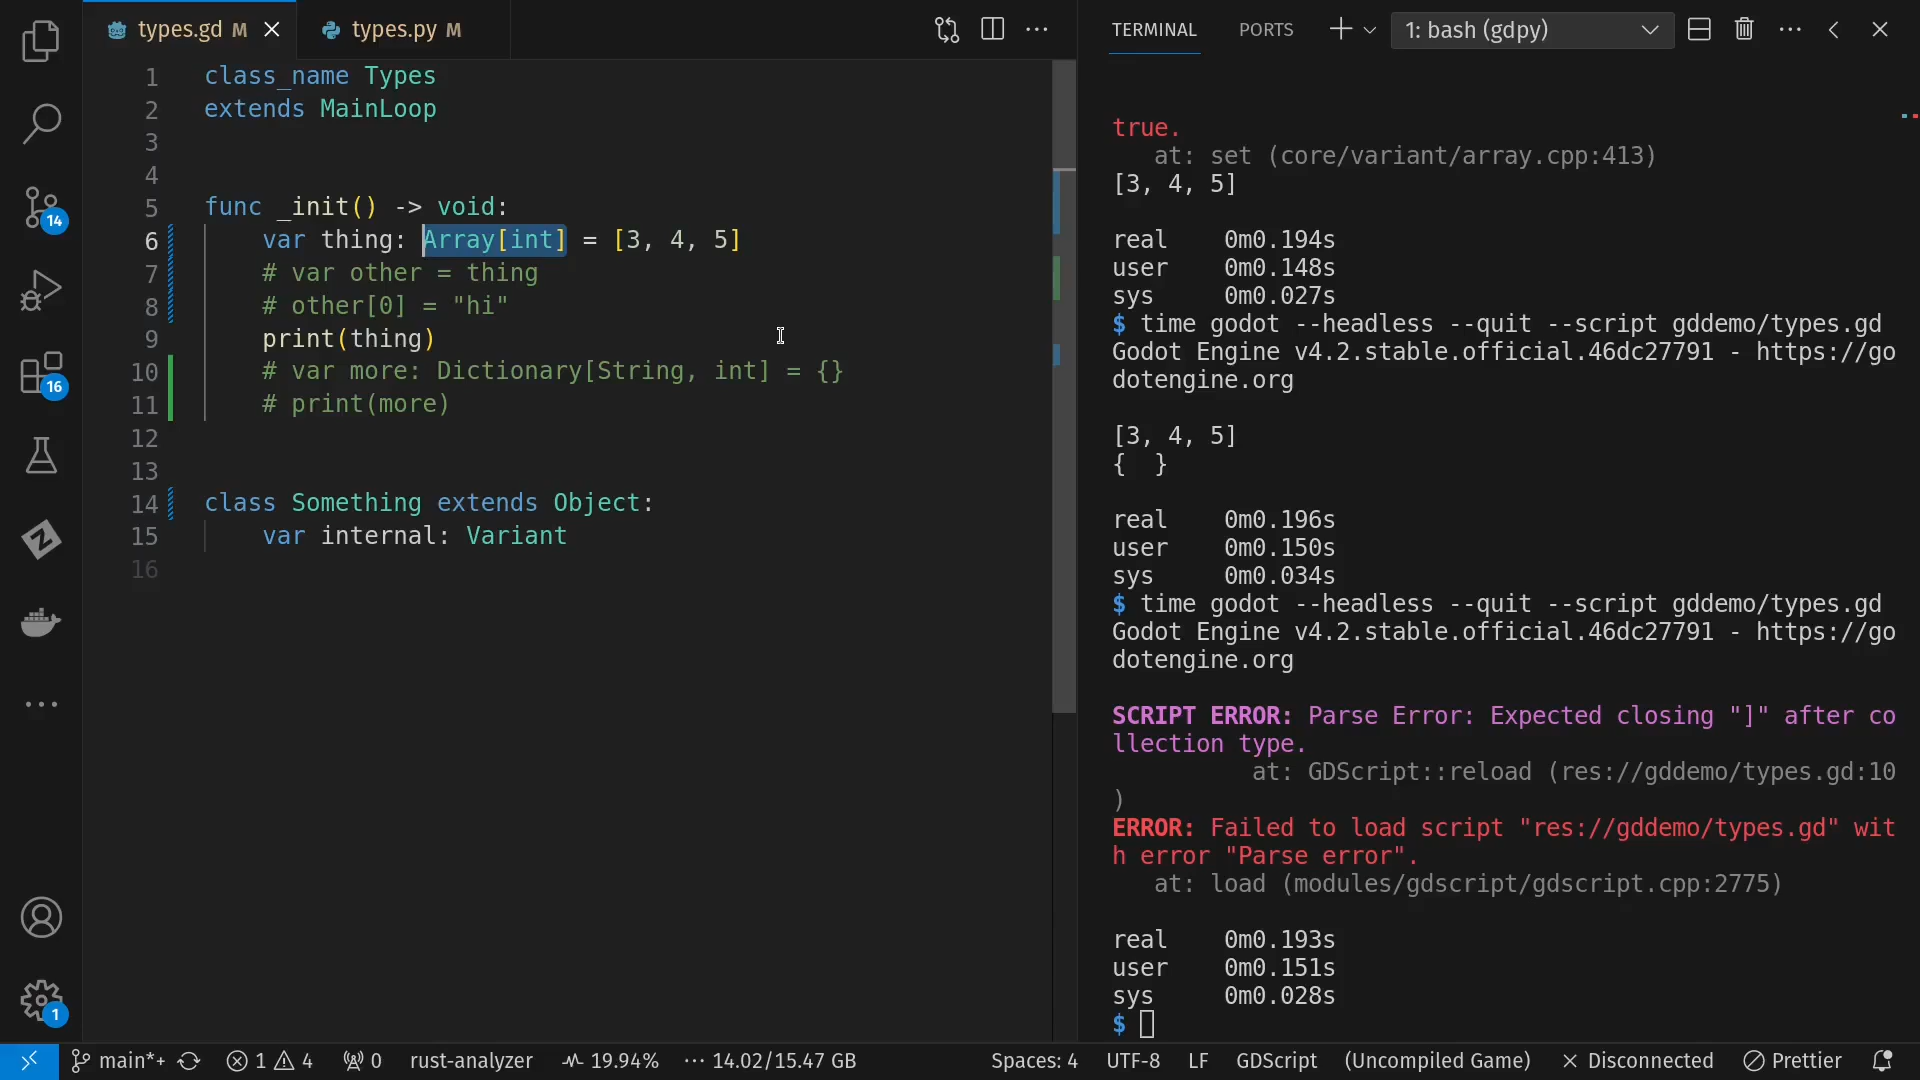 types.gd M
types.py M
1 class_name Types
2 extends MainLoop
3
4
5 func _init() -> void:
6 var thing: Array[int] = [3, 4, 5]
7 # var other = thing
8 # other[0] = "hi"
9 print(thing)
10 # var more: Dictionary[String, int] = {}
11 # print(more)
12
13
14 class Something extends Object:
15 var internal: Variant
16
14
16
1
TERMINAL PORTS 1: bash (gdpy)
true.
at: set (core/variant/array.cpp:413)
[3, 4, 5]
real 0m0.194s
user 0m0.148s
sys 0m0.027s
$ time godot --headless --quit --script gddemo/types.gd
Godot Engine v4.2.stable.official.46dc27791 - https://go
dotengine.org
[3, 4, 5]
{  }
real 0m0.196s
user 0m0.150s
sys 0m0.034s
$ time godot --headless --quit --script gddemo/types.gd
Godot Engine v4.2.stable.official.46dc27791 - https://go
dotengine.org
SCRIPT ERROR: Parse Error: Expected closing "]" after co
llection type.
at: GDScript::reload (res://gddemo/types.gd:10
)
ERROR: Failed to load script "res://gddemo/types.gd" wit
h error "Parse error".
at: load (modules/gdscript/gdscript.cpp:2775)
real 0m0.193s
user 0m0.151s
sys 0m0.028s
$
main*+ 1 4 0 rust-analyzer 19.94% 14.02/15.47 GB Spaces: 4 UTF-8 LF GDScript (Uncompiled Game) Disconnected Prettier